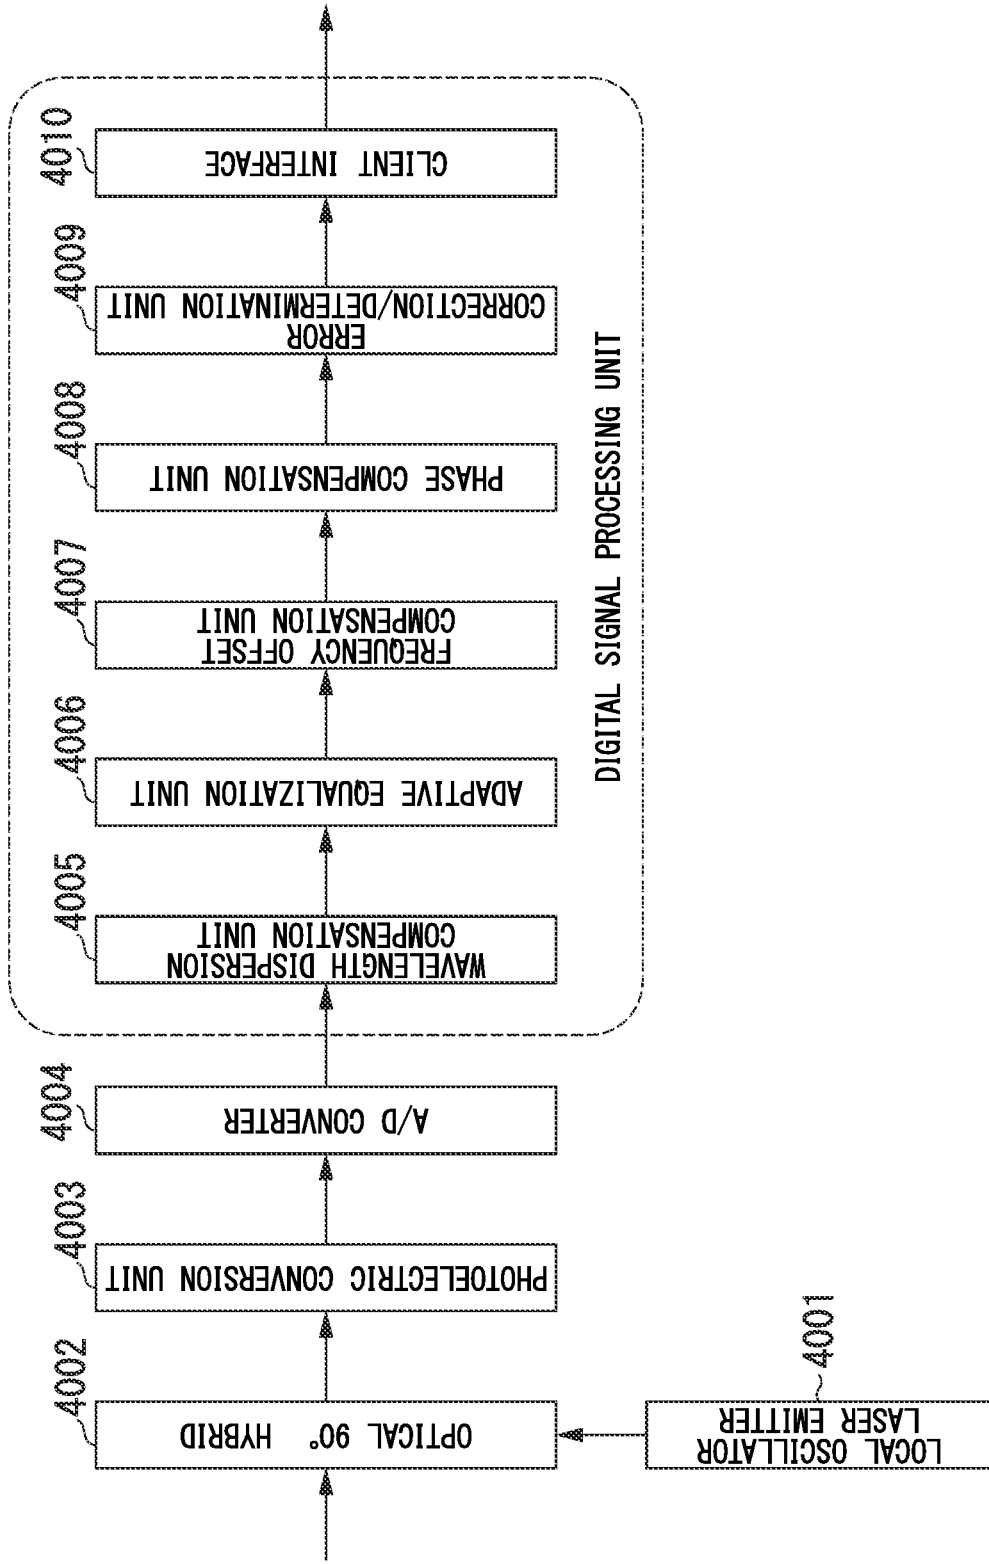 4001
LOCAL OSCILLATOR
LASER EMITTER
4002
OPTICAL 90° HYBRID
4003
PHOTOELECTRIC CONVERSION UNIT
4004
A/D CONVERTER
4005
WAVELENGTH DISPERSION
COMPENSATION UNIT
4006
ADAPTIVE EQUALIZATION UNIT
4007
FREQUENCY OFFSET
COMPENSATION UNIT
4008
PHASE COMPENSATION UNIT
4009
ERROR
CORRECTION/DETERMINATION UNIT
4010
CLIENT INTERFACE
DIGITAL SIGNAL PROCESSING UNIT